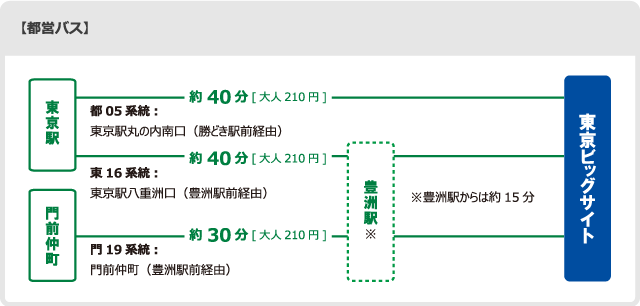 【都営バス】
東京駅
約 40 分 [ 大人 210 円 ]
都 05 系統：
東京駅丸の内南口（勝どき駅前経由）
約 40 分 [ 大人 210 円 ]
東 16 系統：
東京駅八重洲口（豊洲駅前経由）
門前仲町
約 30 分 [ 大人 210 円 ]
門 19 系統：
門前仲町（豊洲駅前経由）
豊洲駅※
※豊洲駅からは約 15 分
東京ビッグサイト